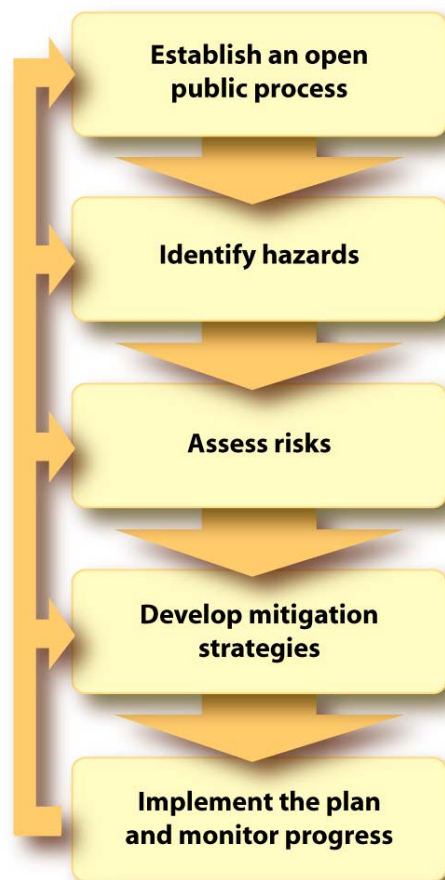 Establish an open
public process
Identify hazards
Assess risks
Develop mitigation
strategies
Implement the plan
and monitor progress